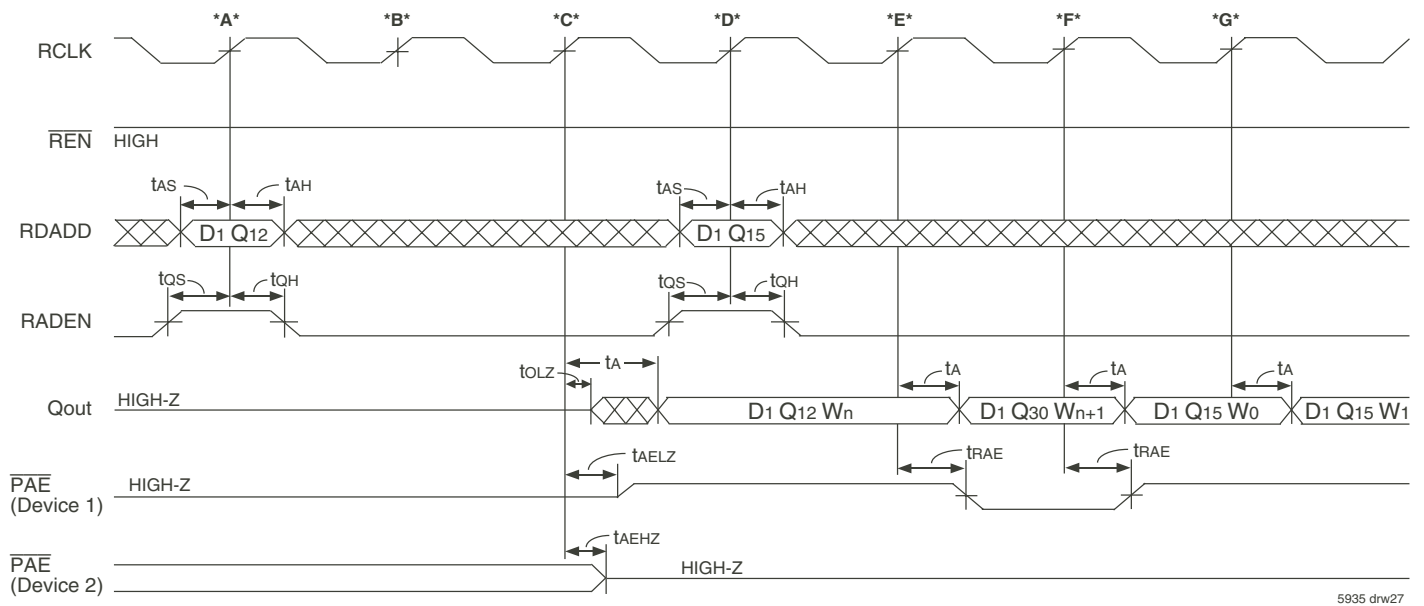 *A* *B* *C* *D* *E* *F* *G*
RCLK
REN HIGH
tAS tAH tAS tAH
RDADD D1 Q12 D1 Q15
tQS tQH tQS tQH
RADEN
tA
tOLZ tA tA tA
Qout HIGH-Z D1 Q12 Wn D1 Q30 Wn+1 D1 Q15 W0 D1 Q15 W1
tAELZ tRAE tRAE
PAE HIGH-Z
(Device 1)
tAEHZ
PAE HIGH-Z
(Device 2)
5935 drw27